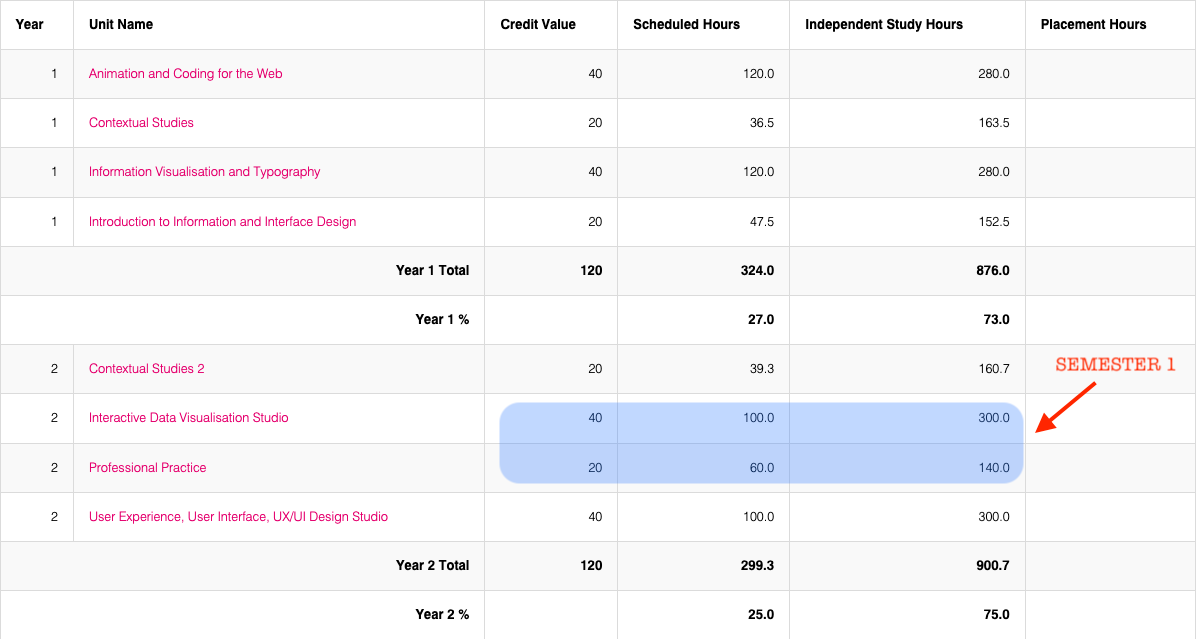 Year Unit Name Credit Value Scheduled Hours Independent Study Hours Placement Hours
1 Animation and Coding for the Web 40 120.0 280.0
1 Contextual Studies 20 36.5 163.5
1 Information Visualisation and Typography 40 120.0 280.0
1 Introduction to Information and Interface Design 20 47.5 152.5
Year 1 Total 120 324.0 876.0
Year 1 % 27.0 73.0
2 Contextual Studies 2 20 39.3 160.7 SEMESTER 1
2 Interactive Data Visualisation Studio 40 100.0 300.0
2 Professional Practice 20 60.0 140.0
2 User Experience, User Interface, UX/UI Design Studio 40 100.0 300.0
Year 2 Total 120 299.3 900.7
Year 2 % 25.0 75.0